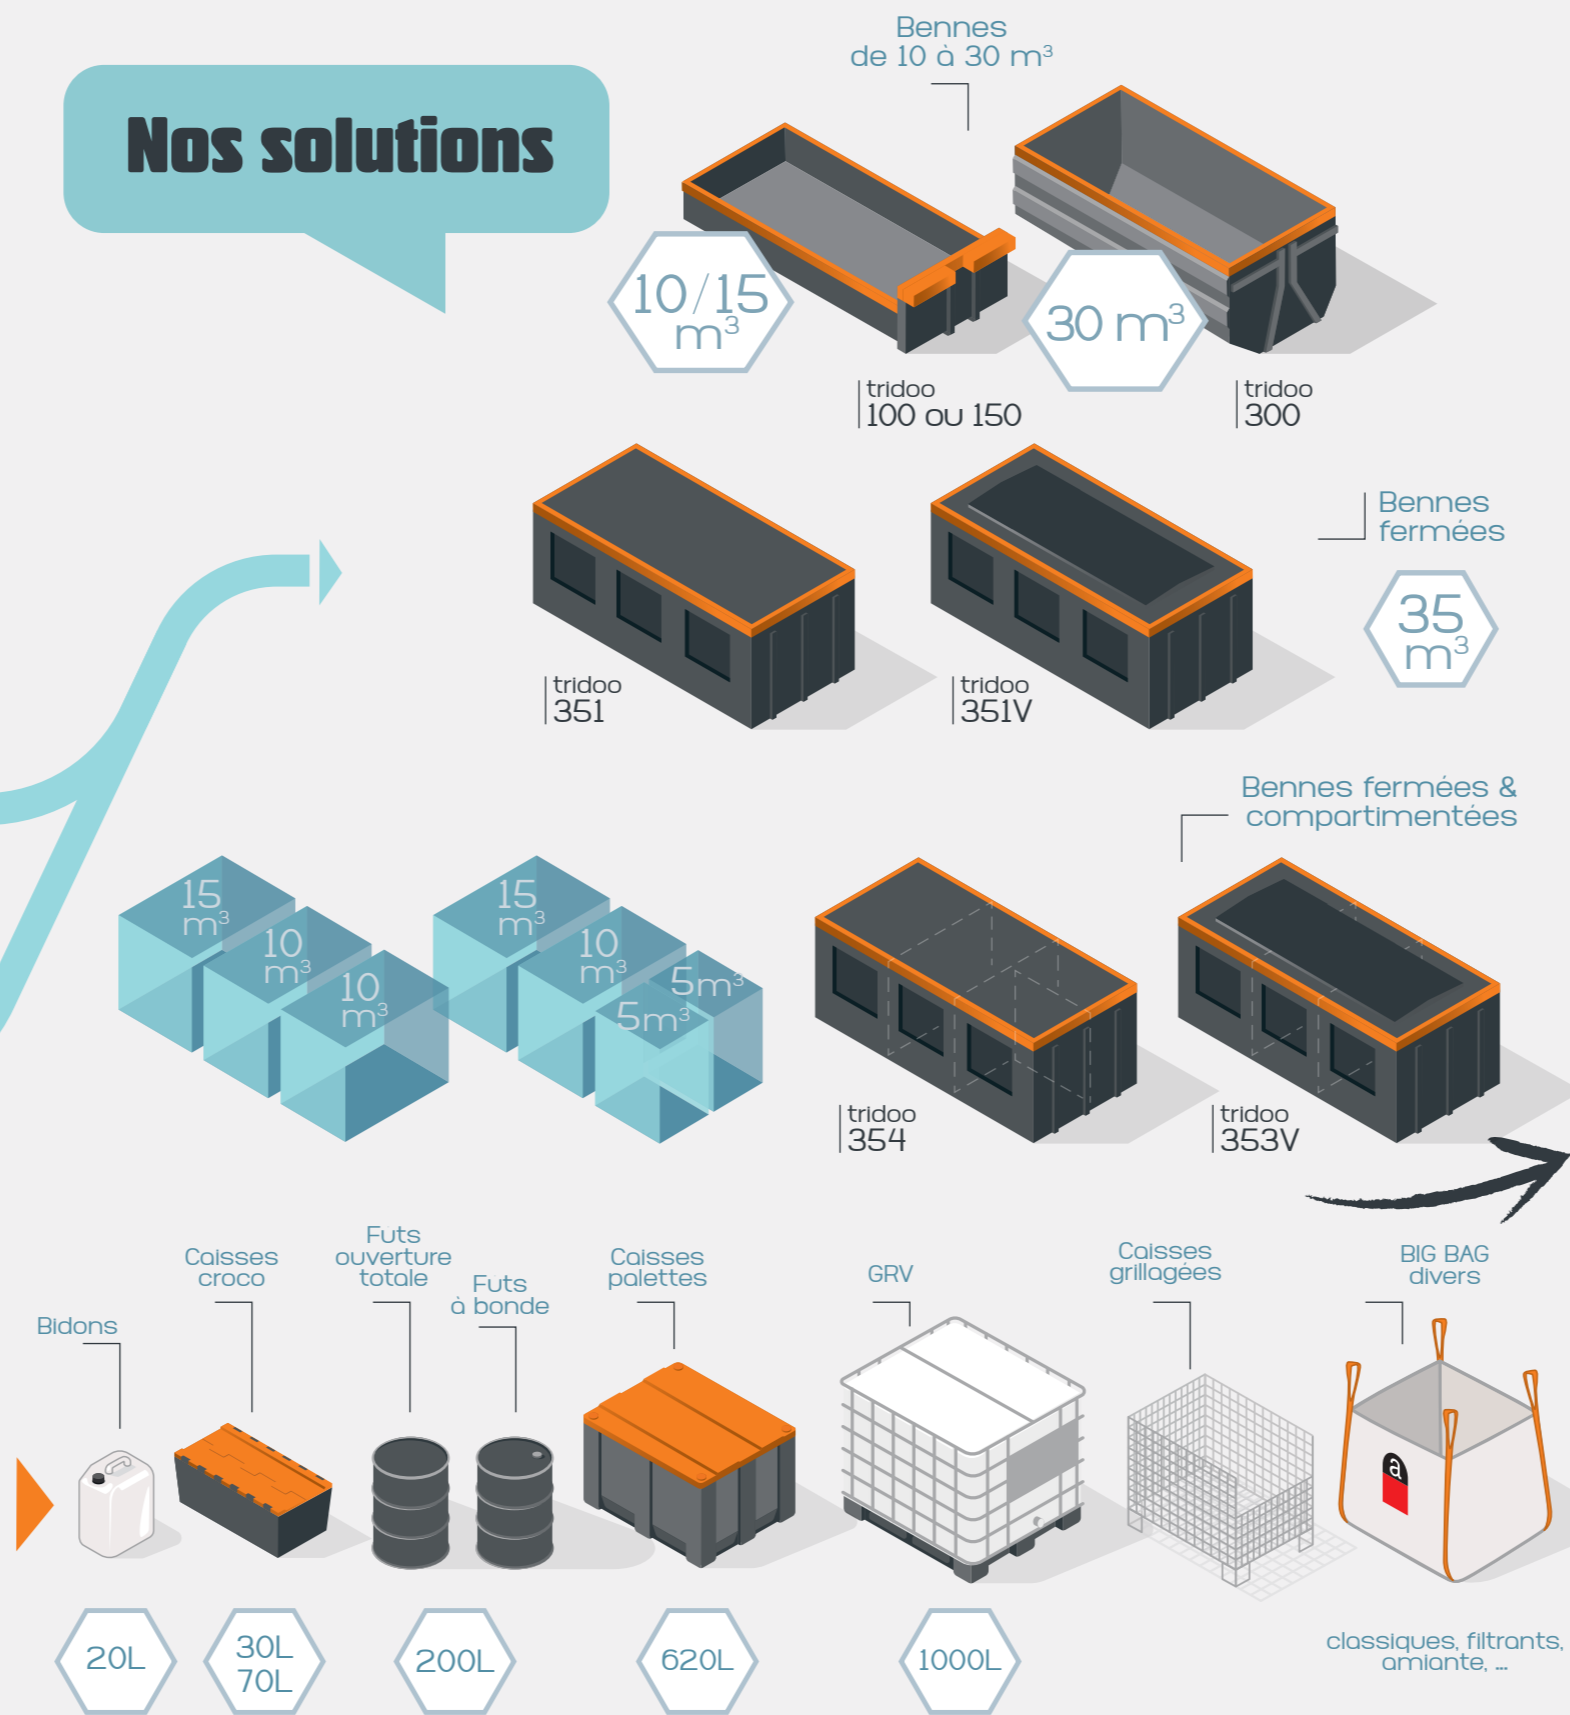 Nos solutions
Bennes
de 10 à 30 m³
10/15
m³
30 m³
tridoo
100 ou 150
tridoo
300
Bennes
fermées
35
m³
tridoo
351
tridoo
351V
Bennes fermées &
compartimentées
15
m³
10
m³
10
m³
15
m³
10
m³
5m³
5m³
tridoo
354
tridoo
353V
Bidons
Caisses
croco
Futs
ouverture
totale
Futs
à bonde
Caisses
palettes
GRV
Caisses
grillagées
BIG BAG
divers
a
20L
30L
70L
200L
620L
1000L
classiques, filtrants,
amiante, ...